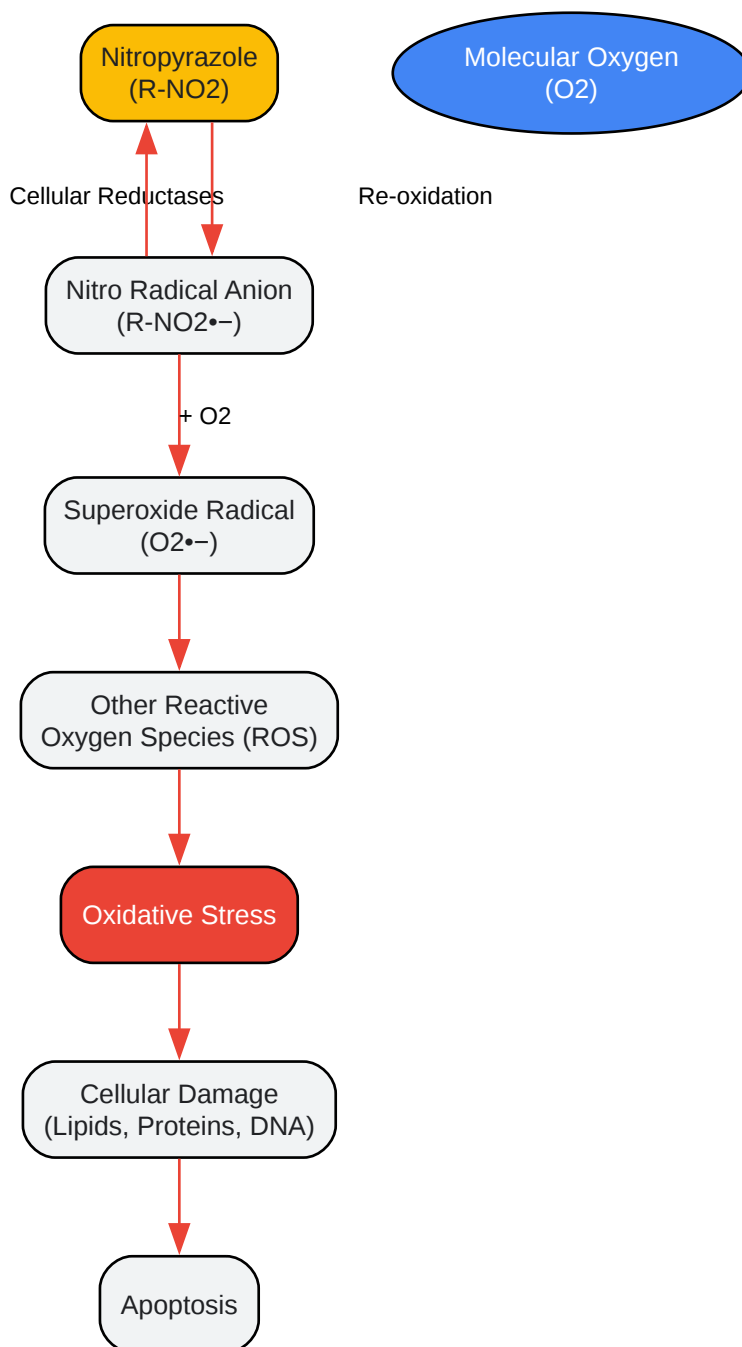 Nitropyrazole
(R-NO2)
Molecular Oxygen
(O2)
Cellular Reductases
Re-oxidation
Nitro Radical Anion
(R-NO2•−)
+ O2
Superoxide Radical
(O2•−)
Other Reactive
Oxygen Species (ROS)
Oxidative Stress
Cellular Damage
(Lipids, Proteins, DNA)
Apoptosis